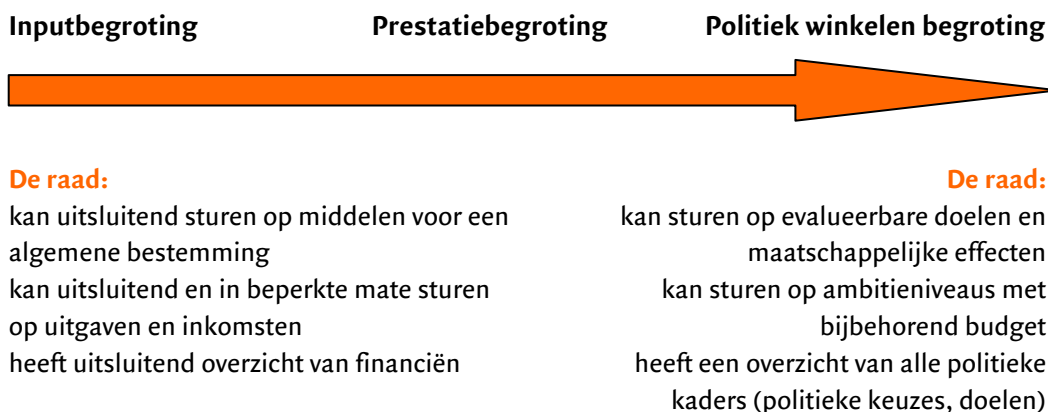 Inputbegroting Prestatiebegroting Politiek winkelen begroting
De raad:
kan uitsluitend sturen op middelen voor een
algemene bestemming
kan uitsluitend en in beperkte mate sturen
op uitgaven en inkomsten
heeft uitsluitend overzicht van financiën
De raad:
kan sturen op evalueerbare doelen en
maatschappelijke effecten
kan sturen op ambitieniveaus met
bijbehorend budget
heeft een overzicht van alle politieke
kaders (politieke keuzes, doelen)